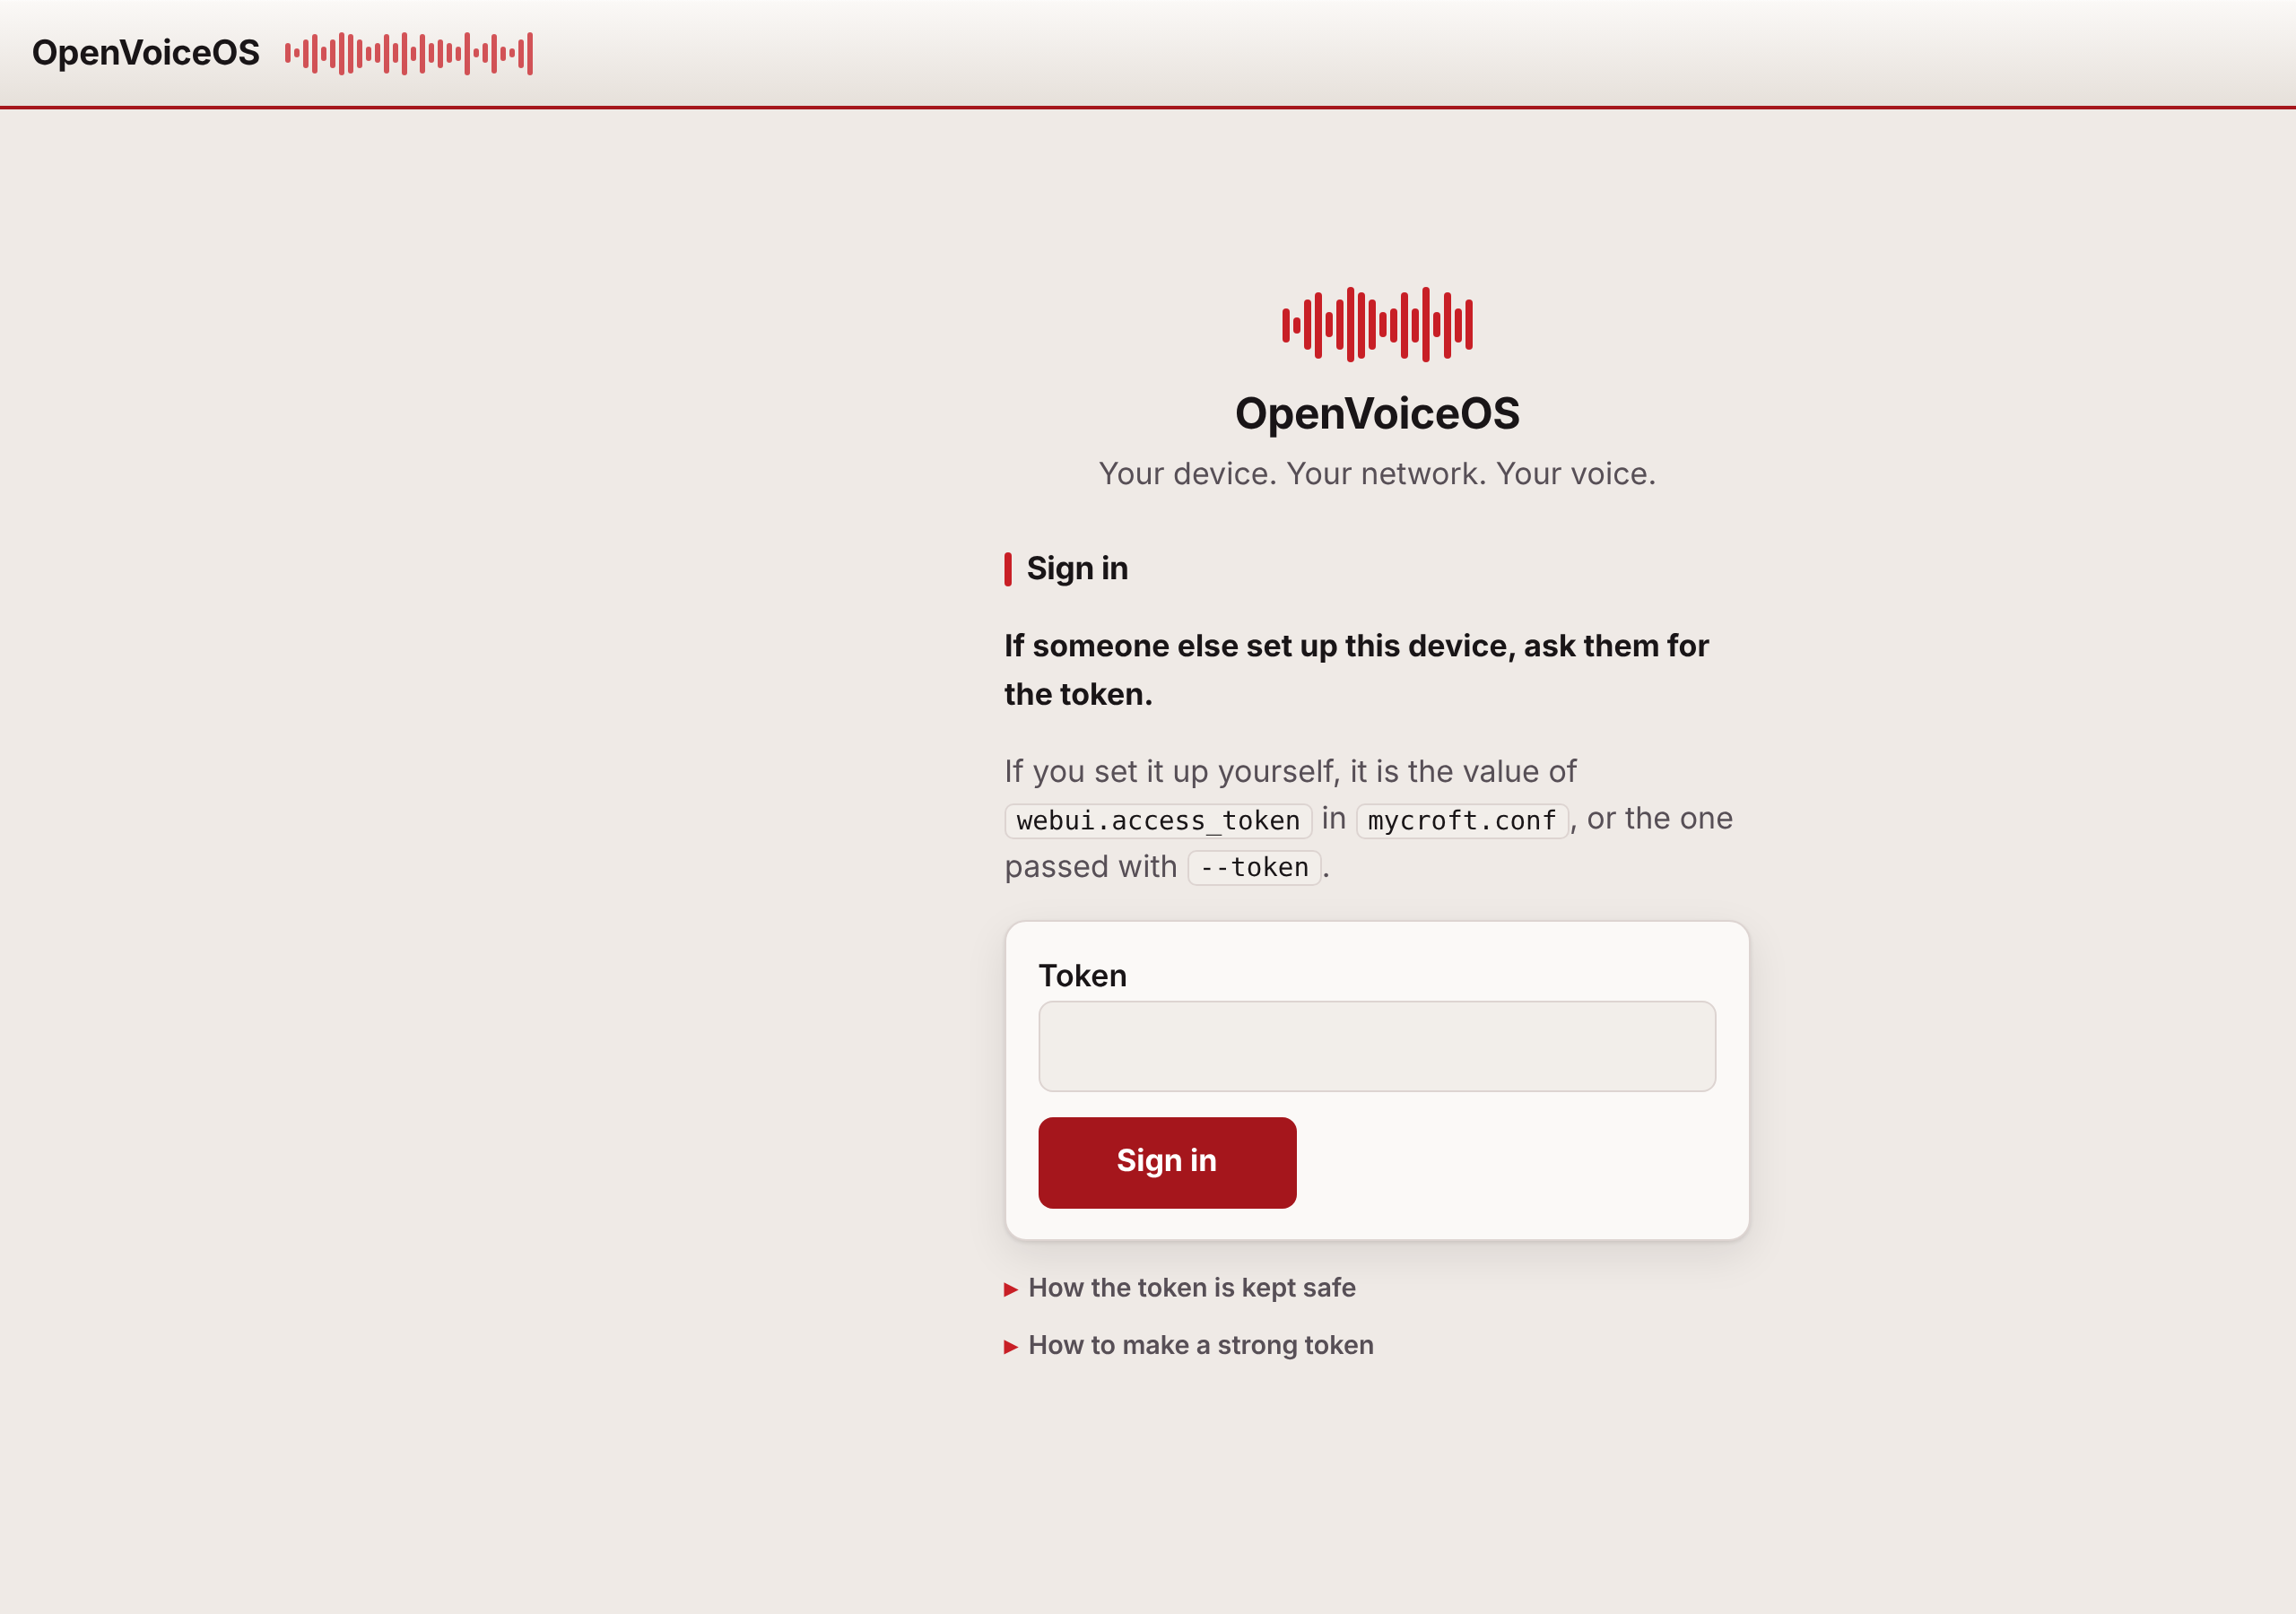 OpenVoiceOS
OpenVoiceOS
Your device. Your network. Your voice.
Sign in
If someone else set up this device, ask them for
the token.
If you set it up yourself, it is the value of
webui.access_token in mycroft.conf, or the one
passed with --token.
Token
Sign in
▶ How the token is kept safe
▶ How to make a strong token